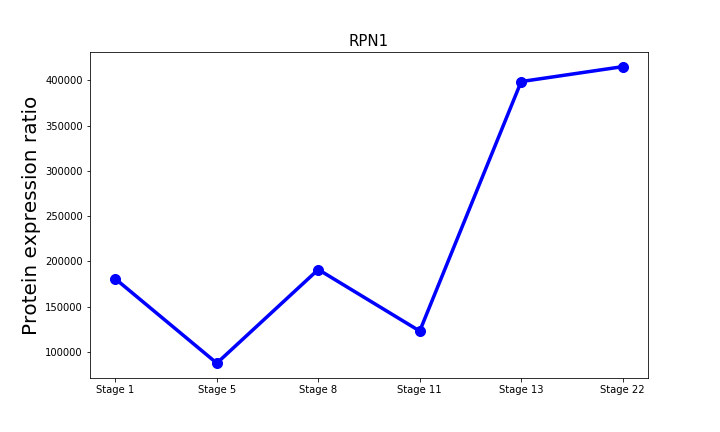 RPN1
Protein expression ratio
400000
350000
300000
250000
200000
150000
100000
Stage 1 Stage 5 Stage 8 Stage 11 Stage 13 Stage 22